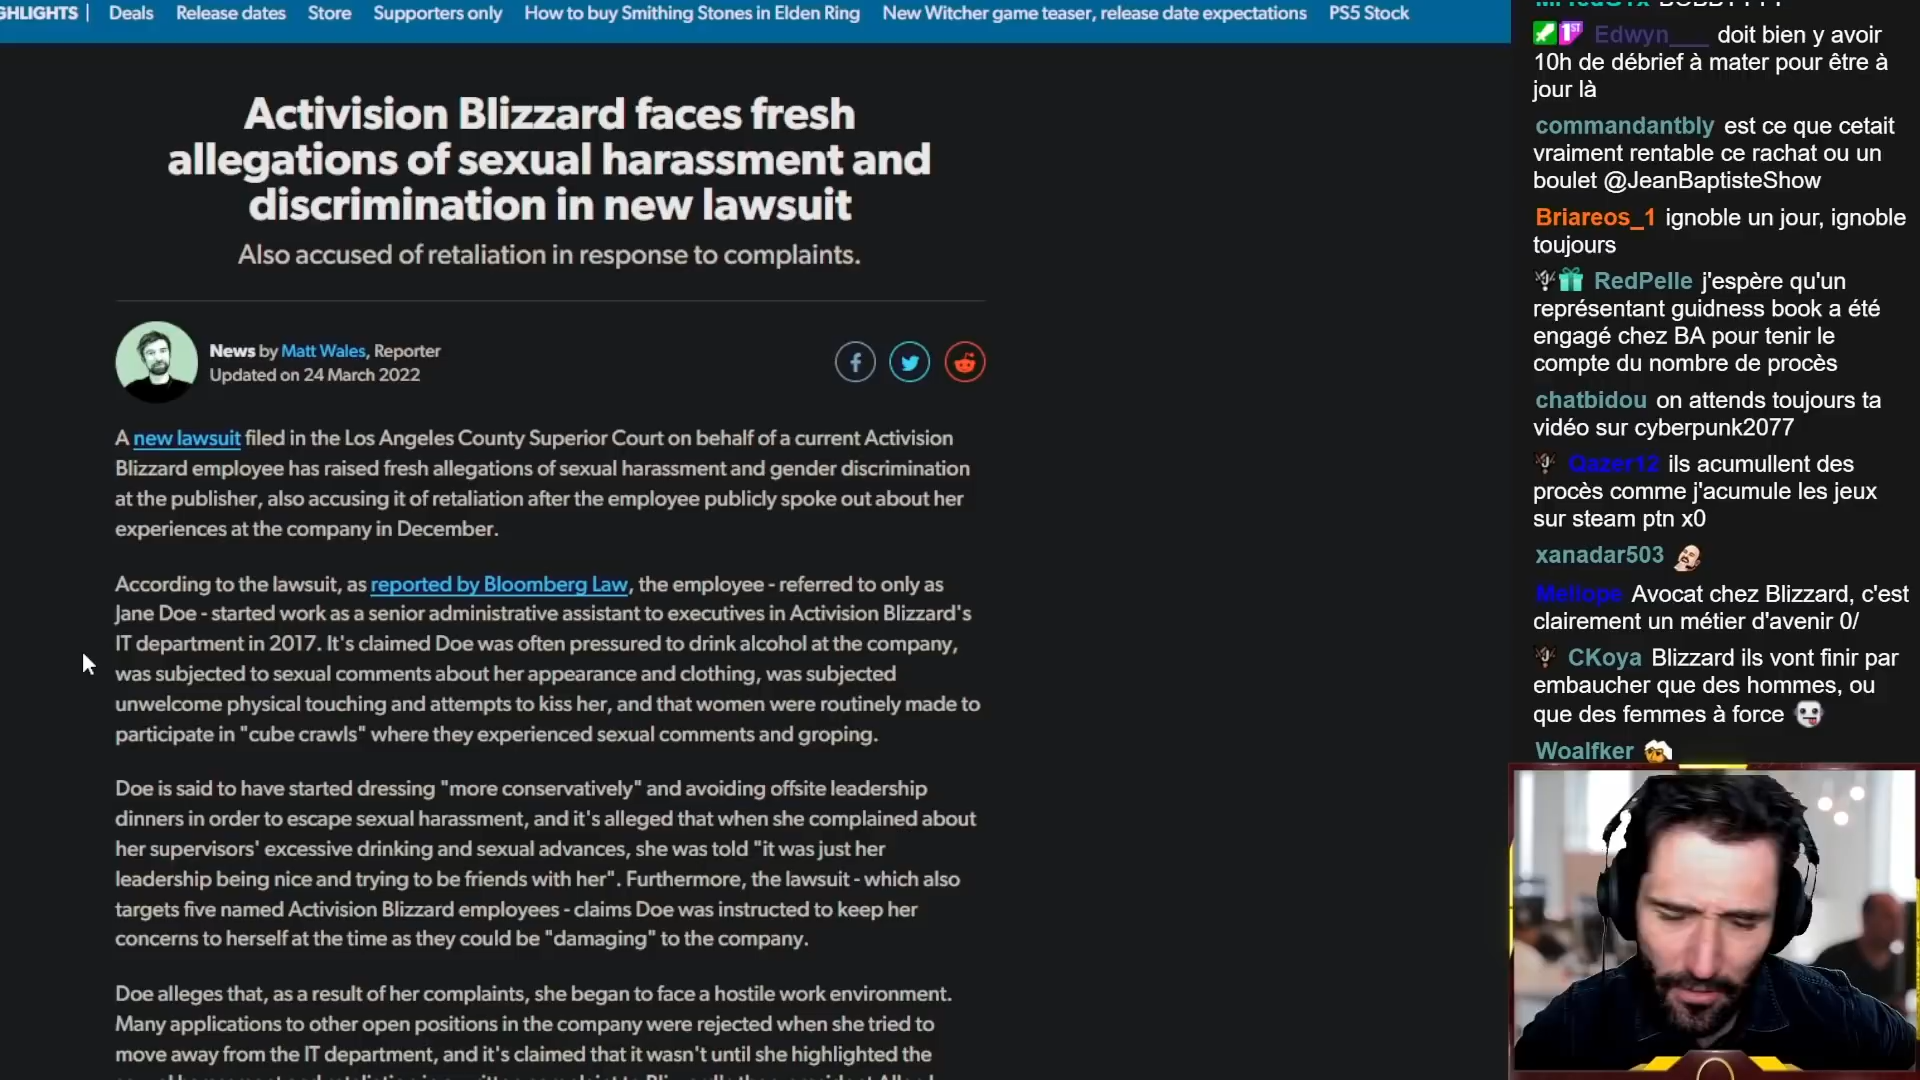 GHLIGHTS | Deals Release dates Store Supporters only How to buy Smithing Stones in Elden Ring New Witcher game teaser, release date expectations PS5 Stock
Activision Blizzard faces fresh
allegations of sexual harassment and
discrimination in new lawsuit
Also accused of retaliation in response to complaints.
News by Matt Wales, Reporter
Updated on 24 March 2022
A new lawsuit filed in the Los Angeles County Superior Court on behalf of a current Activision
Blizzard employee has raised fresh allegations of sexual harassment and gender discrimination
at the publisher, also accusing it of retaliation after the employee publicly spoke out about her
experiences at the company in December.
According to the lawsuit, as reported by Bloomberg Law, the employee - referred to only as
Jane Doe - started work as a senior administrative assistant to executives in Activision Blizzard's
IT department in 2017. It's claimed Doe was often pressured to drink alcohol at the company,
was subjected to sexual comments about her appearance and clothing, was subjected
unwelcome physical touching and attempts to kiss her, and that women were routinely made to
participate in "cube crawls" where they experienced sexual comments and groping.
Doe is said to have started dressing "more conservatively" and avoiding offsite leadership
dinners in order to escape sexual harassment, and it's alleged that when she complained about
her supervisors' excessive drinking and sexual advances, she was told "it was just her
leadership being nice and trying to be friends with her". Furthermore, the lawsuit - which also
targets five named Activision Blizzard employees - claims Doe was instructed to keep her
concerns to herself at the time as they could be "damaging" to the company.
Doe alleges that, as a result of her complaints, she began to face a hostile work environment.
Many applications to other open positions in the company were rejected when she tried to
move away from the IT department, and it's claimed that it wasn't until she highlighted the
1ST Edwyn___ doit bien y avoir
10h de débrief à mater pour être à
jour là
commandantbly est ce que cetait
vraiment rentable ce rachat ou un
boulet @JeanBaptisteShow
Briareos_1 ignoble un jour, ignoble
toujours
RedPelle j'espère qu'un
représentant guidness book a été
engagé chez BA pour tenir le
compte du nombre de procès
chatbidou on attends toujours ta
vidéo sur cyberpunk2077
Qazer12 ils acumullent des
procès comme j'acumule les jeux
sur steam ptn x0
xanadar503
Meliope Avocat chez Blizzard, c'est
clairement un métier d'avenir 0/
CKoya Blizzard ils vont finir par
embaucher que des hommes, ou
que des femmes à force
Woalfker